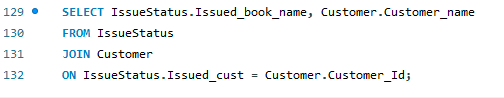 129 SELECT IssueStatus.Issued_book_name, Customer.Customer_name
130 FROM IssueStatus
131 JOIN Customer
132 ON IssueStatus.Issued_cust = Customer.Customer_Id;